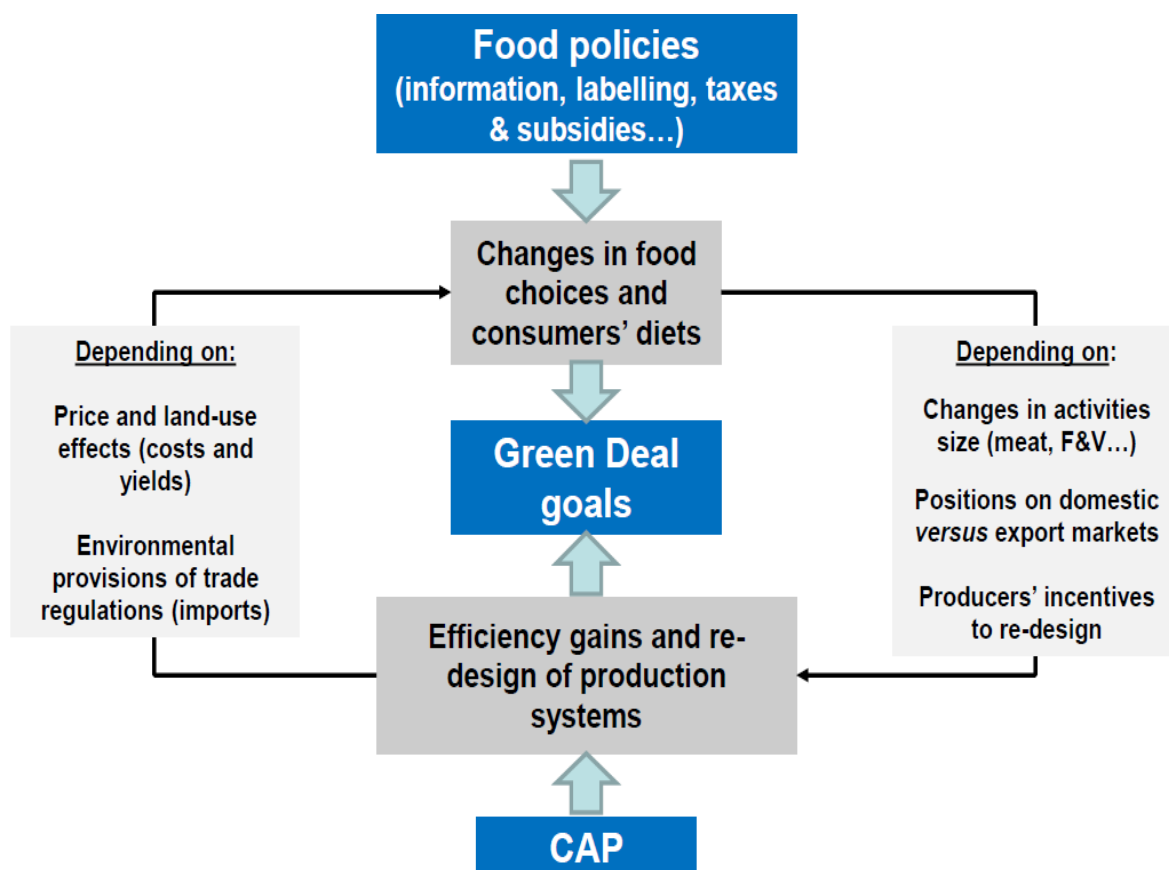 Food policies
(information, labelling, taxes
& subsidies…)
Changes in food
choices and
consumers’ diets
Depending on:
Price and land-use
effects (costs and
yields)
Environmental
provisions of trade
regulations (imports)
Green Deal
goals
Depending on:
Changes in activities
size (meat, F&V…)
Positions on domestic
versus export markets
Producers’ incentives
to re-design
Efficiency gains and re-
design of production
systems
CAP